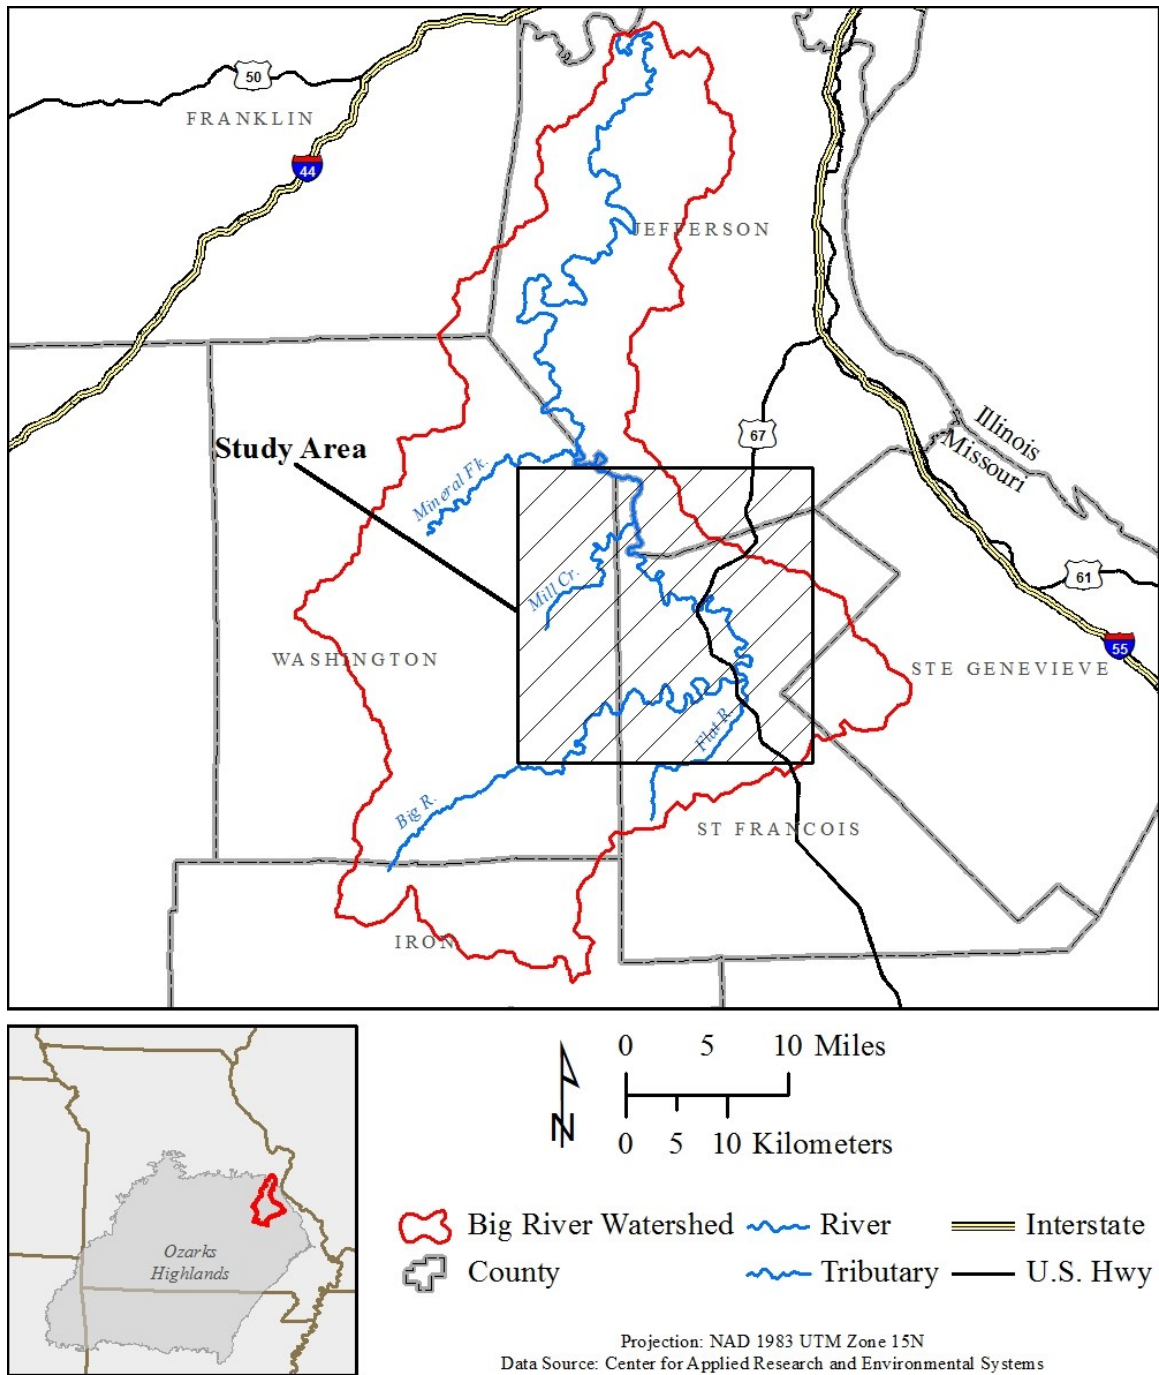 50
FRANKLIN
44
JEFFERSON
67
Illinois
Missouri
Study Area
Mineral Fk.
Mill Cr.
61
55
WASHINGTON
STE GENEVIEVE
Flat R.
Big R.
ST FRANCOIS
IRON
Ozarks
Highlands
N
0 5 10 Miles
0 5 10 Kilometers
Big River Watershed
River
Interstate
County
Tributary
U.S. Hwy
Projection: NAD 1983 UTM Zone 15N
Data Source: Center for Applied Research and Environmental Systems